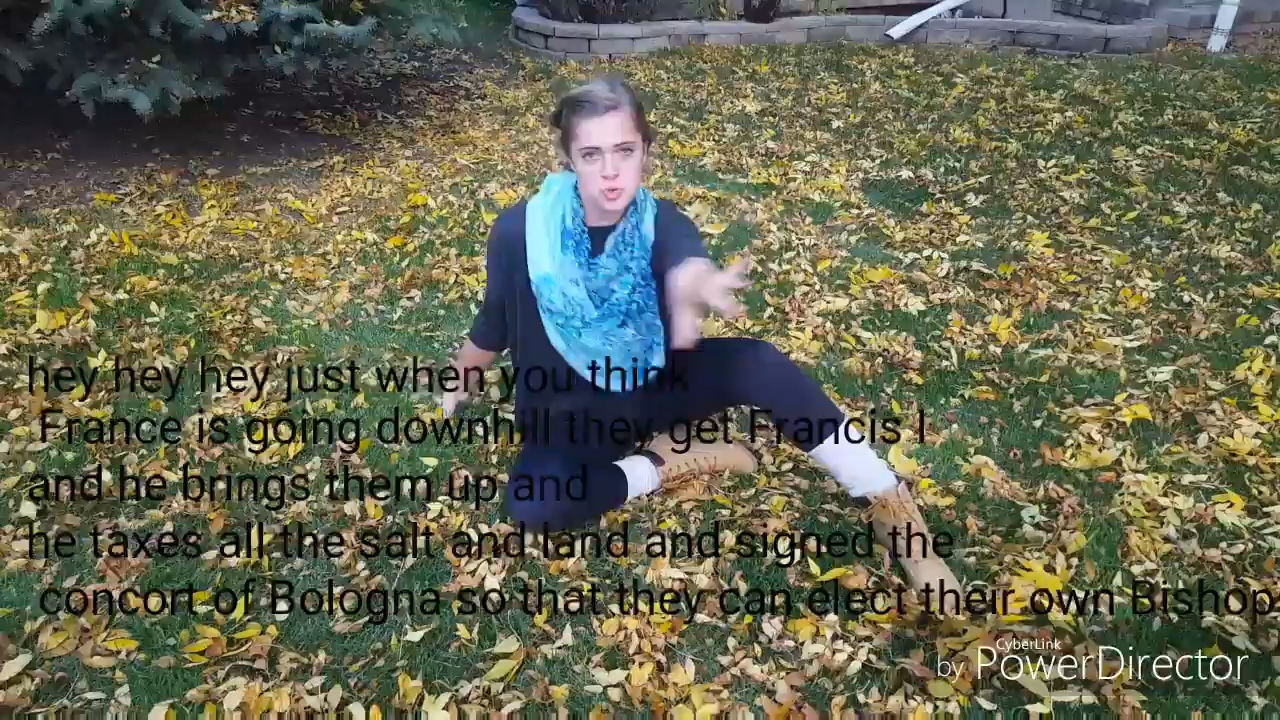 hey hey hey just when you think
France is going downhill they get Francis I
and he brings them up and
he taxes all the salt and land and signed the
concort of Bologna so that they can elect their own Bishop
CyberLink
by PowerDirector